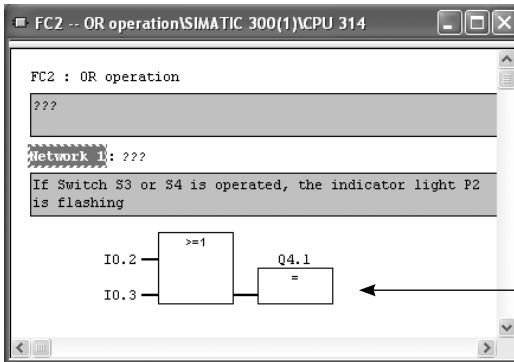 FC2 -- OR operation\SIMATIC 300(1)\CPU 314
FC2 : OR operation
???
Network 1: ???
If Switch S3 or S4 is operated, the indicator light P2
is flashing
>=1
I0.2
Q4.1
=
I0.3